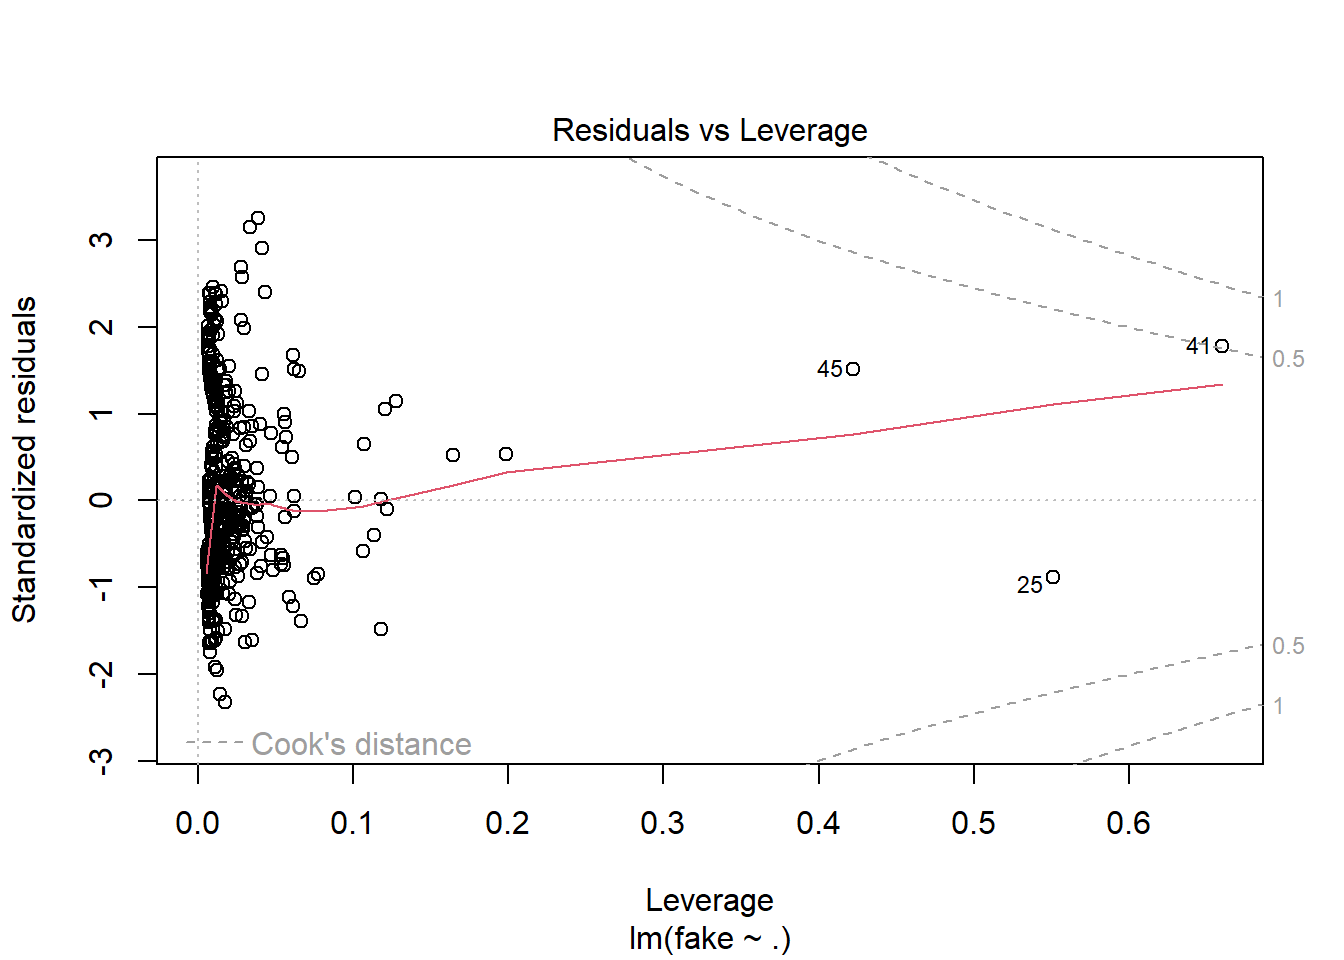 Residuals vs Leverage
Standardized residuals
3
2
1
0
-1
-2
-3
1
0.5
0.5
1
41
45
25
Cook's distance
0.0 0.1 0.2 0.3 0.4 0.5 0.6
Leverage
lm(fake ~ .)